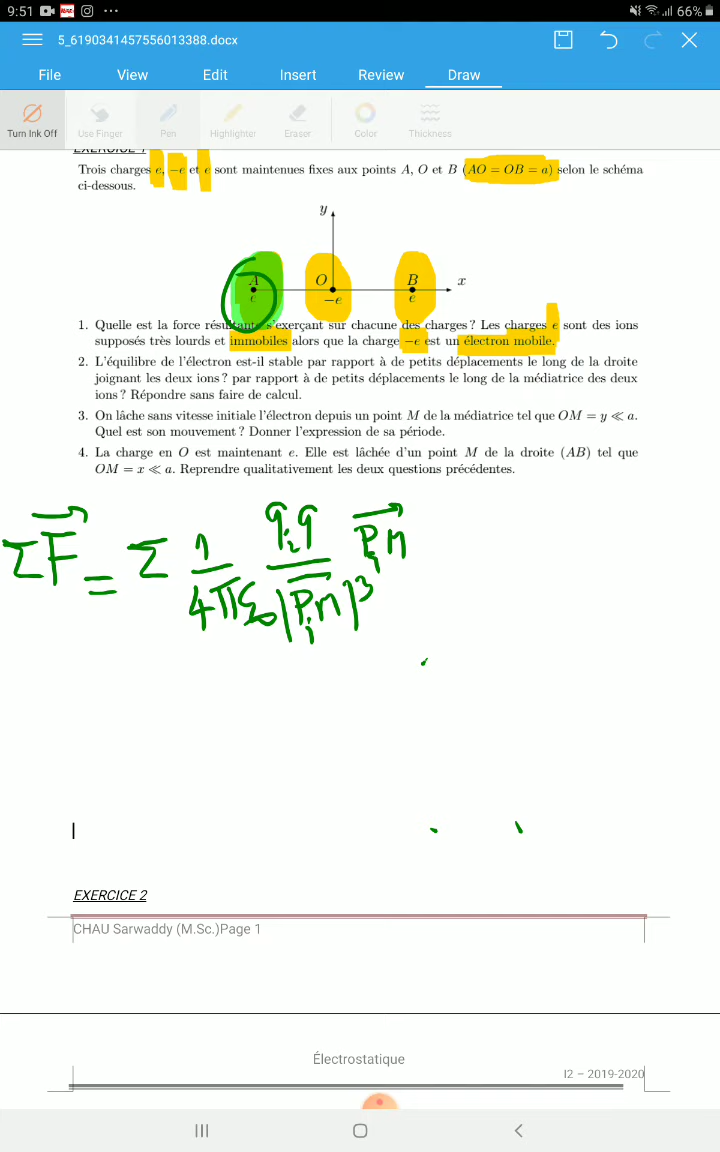 9:51 66%
5_6190341457556013388.docx
File View Edit Insert Review Draw
Turn Ink Off Use Finger Pen Highlighter Eraser Color Thickness
Trois charges e, −e et e sont maintenues fixes aux points A, O et B (AO = OB = a) selon le schéma
ci-dessous.
y
A O B x
e −e e
1. Quelle est la force résultante s'exerçant sur chacune des charges ? Les charges e sont des ions
supposés très lourds et immobiles alors que la charge −e est un électron mobile.
2. L'équilibre de l'électron est-il stable par rapport à de petits déplacements le long de la droite
joignant les deux ions ? par rapport à de petits déplacements le long de la médiatrice des deux
ions ? Répondre sans faire de calcul.
3. On lâche sans vitesse initiale l'électron depuis un point M de la médiatrice tel que OM = y ≪ a.
Quel est son mouvement ? Donner l'expression de sa période.
4. La charge en O est maintenant e. Elle est lâchée d'un point M de la droite (AB) tel que
OM = x ≪ a. Reprendre qualitativement les deux questions précédentes.
ΣF⃗ = Σ 1/(4πε₀) qᵢq/|PᵢM⃗|³ PᵢM⃗
EXERCICE 2
CHAU Sarwaddy (M.Sc.)Page 1
Électrostatique
I2 – 2019-2020